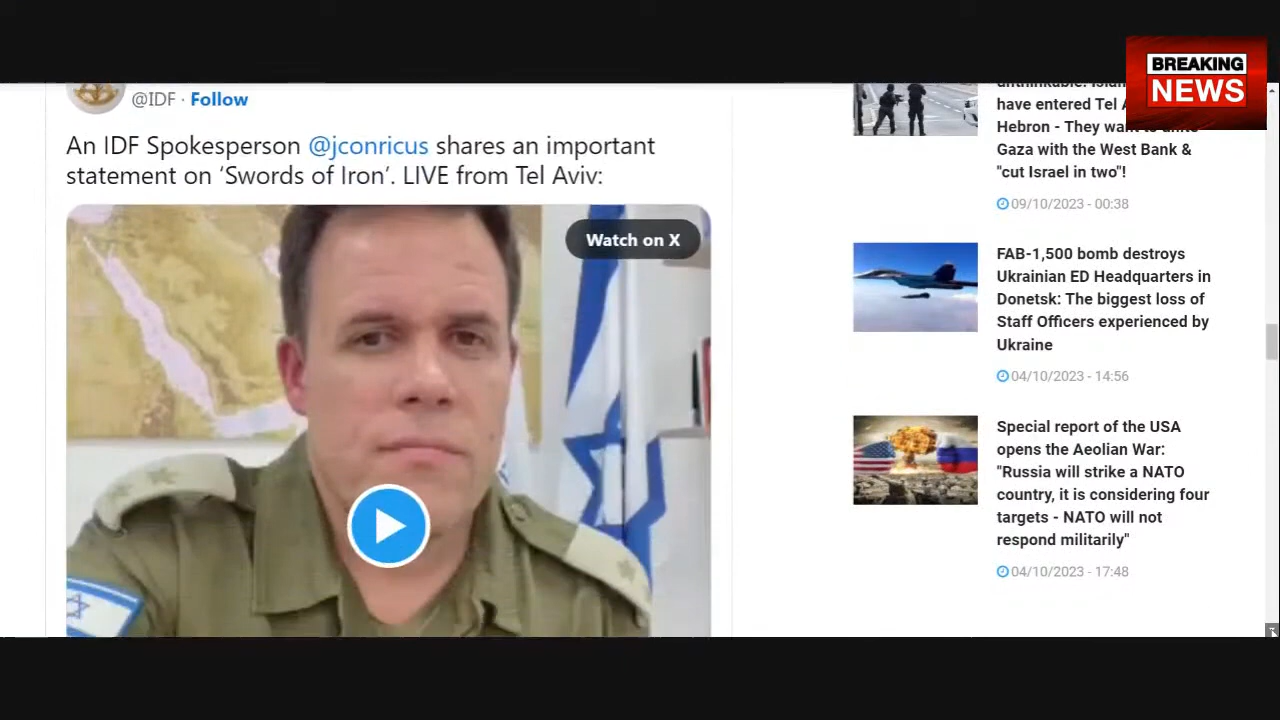 @IDF · Follow
An IDF Spokesperson @jconricus shares an important
statement on ‘Swords of Iron’. LIVE from Tel Aviv:
Watch on X
BREAKING
NEWS
have entered Tel
Hebron - They want to
Gaza with the West Bank &
"cut Israel in two"!
09/10/2023 - 00:38
FAB-1,500 bomb destroys
Ukrainian ED Headquarters in
Donetsk: The biggest loss of
Staff Officers experienced by
Ukraine
04/10/2023 - 14:56
Special report of the USA
opens the Aeolian War:
"Russia will strike a NATO
country, it is considering four
targets - NATO will not
respond militarily"
04/10/2023 - 17:48